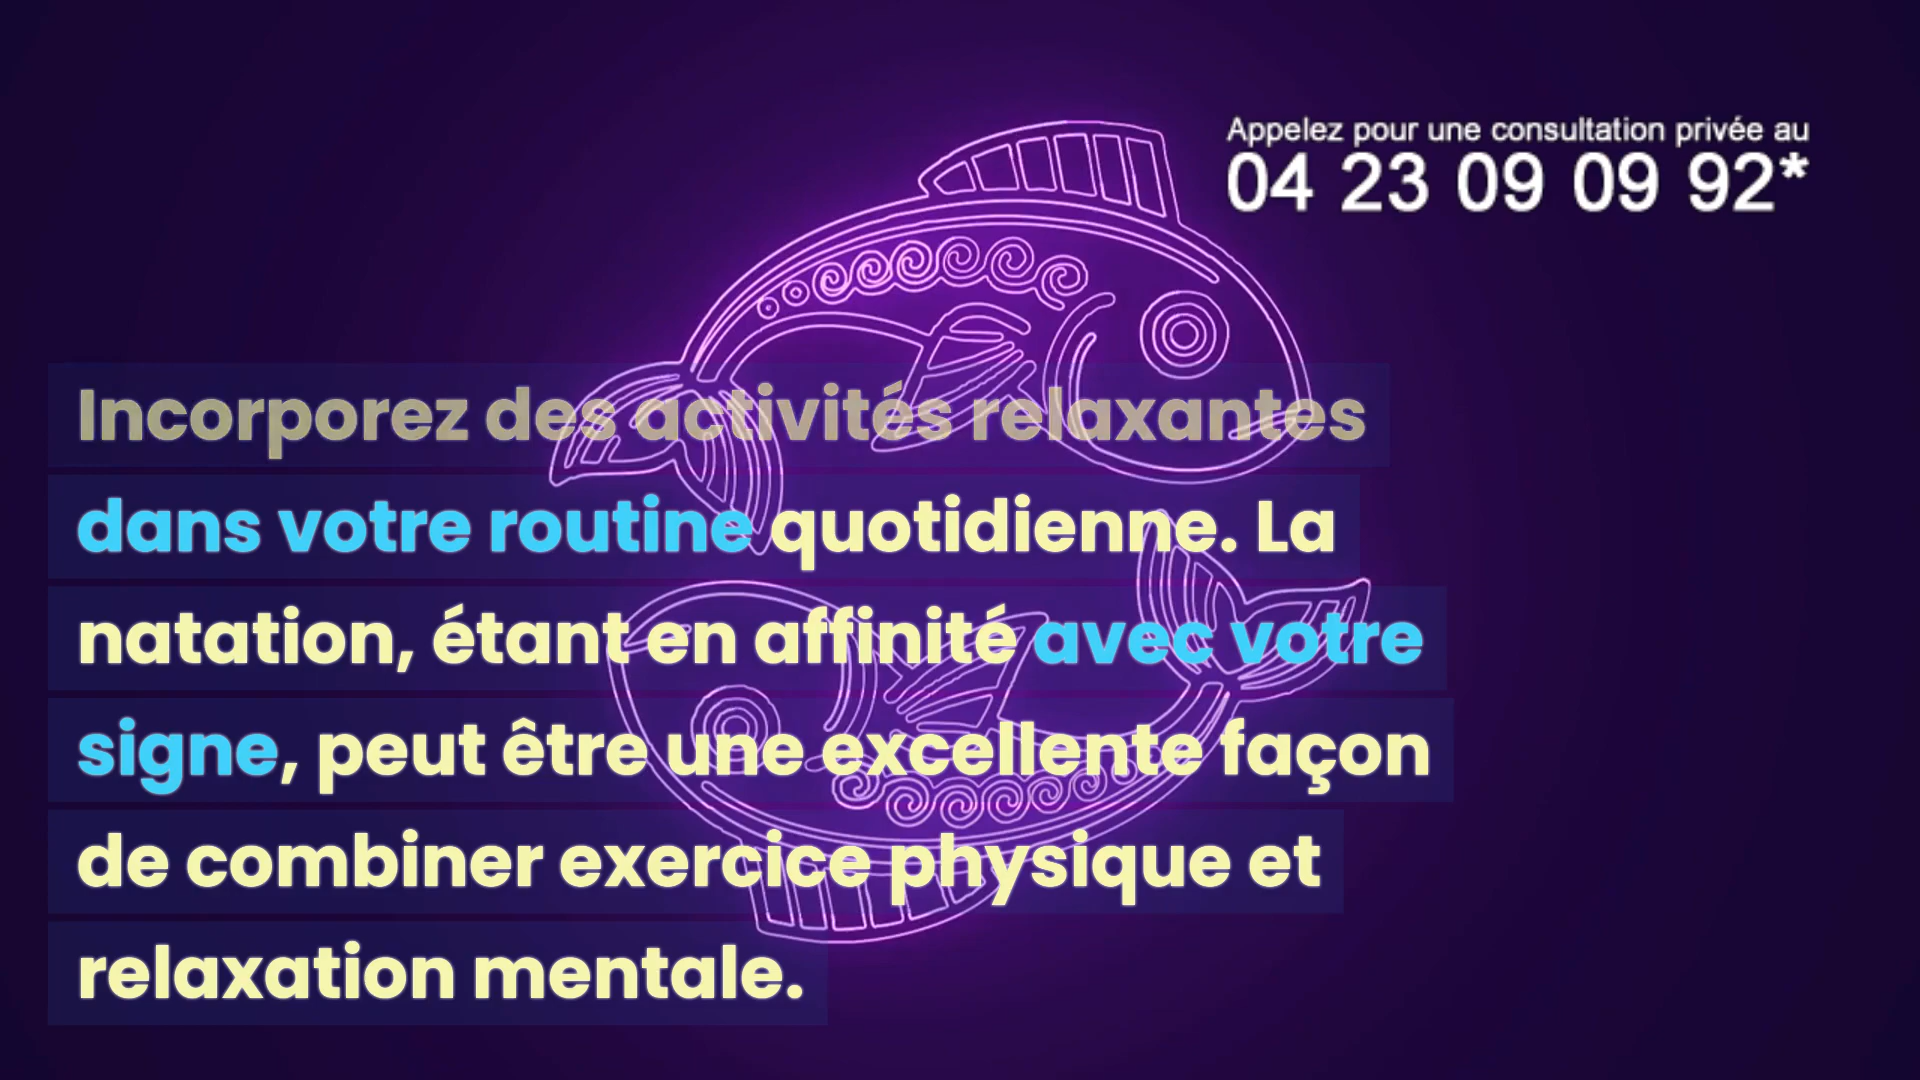 Appelez pour une consultation privée au
04 23 09 09 92*
Incorporez des activités relaxantes
dans votre routine quotidienne. La
natation, étant en affinité avec votre
signe, peut être une excellente façon
de combiner exercice physique et
relaxation mentale.